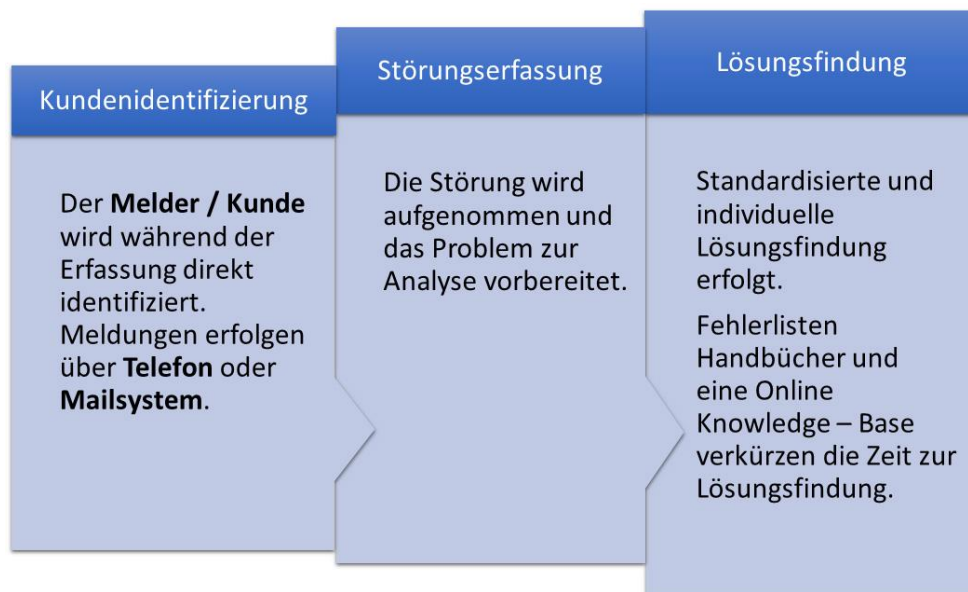 Kundenidentifizierung
Der Melder / Kunde
wird während der
Erfassung direkt
identifiziert.
Meldungen erfolgen
über Telefon oder
Mailsystem.
Störungserfassung
Die Störung wird
aufgenommen und
das Problem zur
Analyse vorbereitet.
Lösungsfindung
Standardisierte und
individuelle
Lösungsfindung
erfolgt.
Fehlerlisten
Handbücher und
eine Online
Knowledge – Base
verkürzen die Zeit zur
Lösungsfindung.